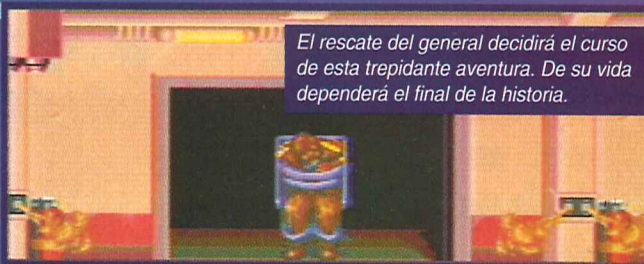 El rescate del general decidirá el curso
de esta trepidante aventura. De su vida
dependerá el final de la historia.